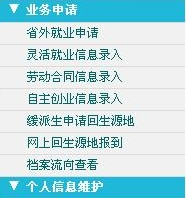 业务申请
省外就业申请
灵活就业信息录入
劳动合同信息录入
自主创业信息录入
缓派生申请回生源地
网上回生源地报到
档案流向查看
个人信息维护